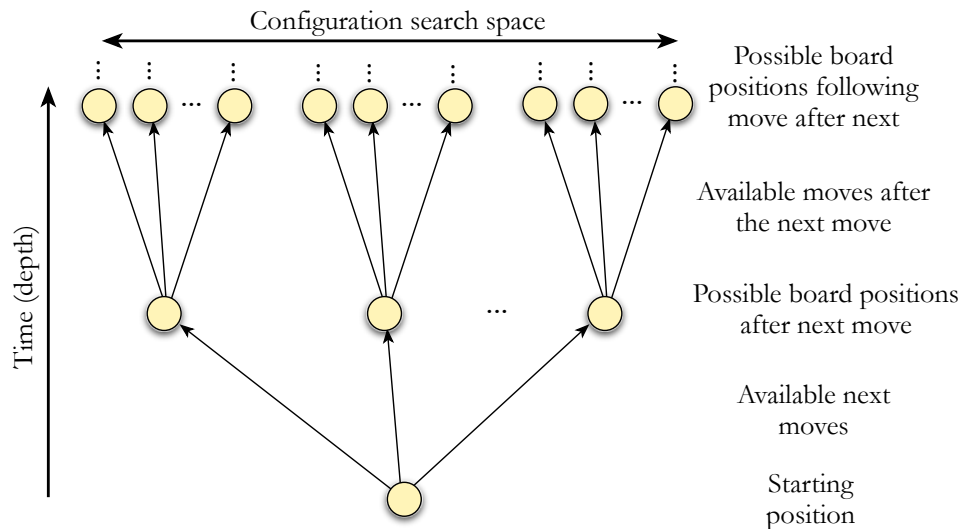 Configuration search space
Possible board
positions following
move after next
Available moves after
the next move
Time (depth)
Possible board positions
after next move
Available next
moves
Starting
position